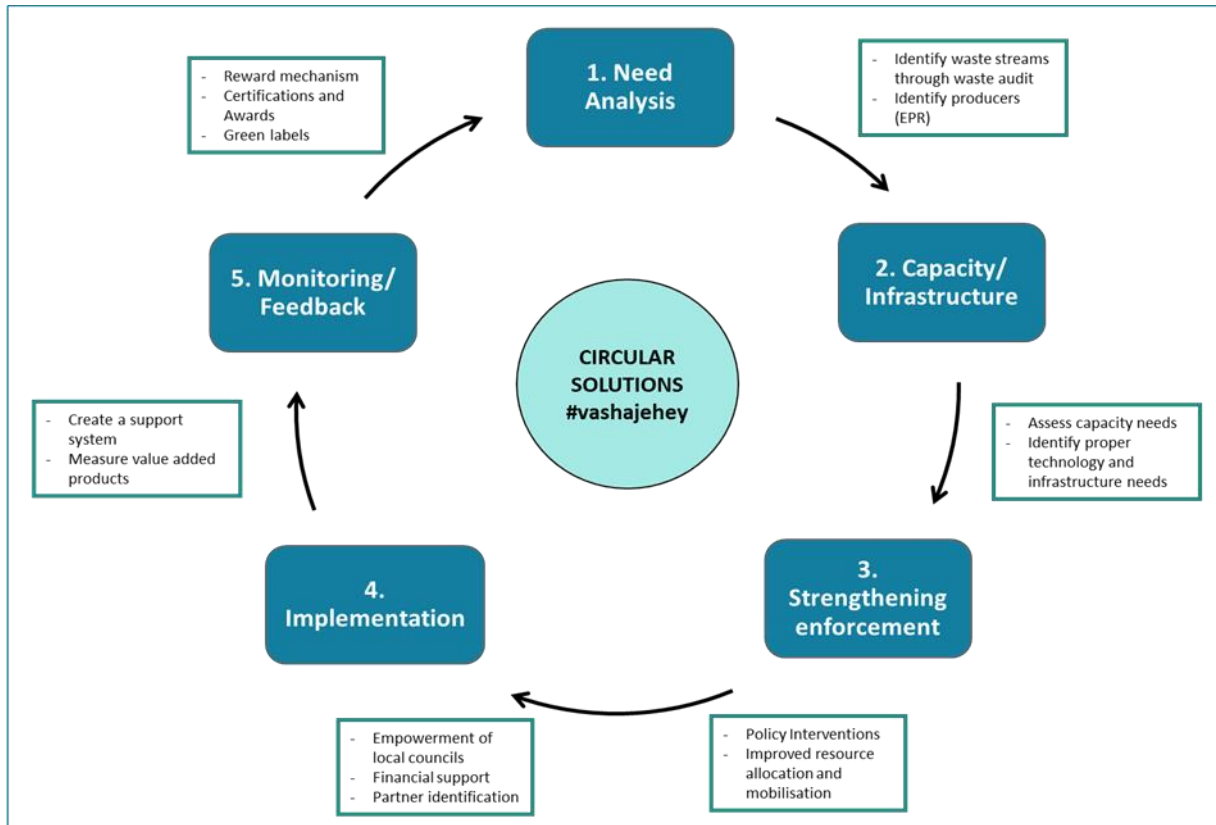 1. Need
Analysis
- Identify waste streams
through waste audit
- Identify producers
(EPR)
2. Capacity/
Infrastructure
- Assess capacity needs
- Identify proper
technology and
infrastructure needs
3.
Strengthening
enforcement
- Policy Interventions
- Improved resource
allocation and
mobilisation
4.
Implementation
- Empowerment of
local councils
- Financial support
- Partner identification
5. Monitoring/
Feedback
- Create a support
system
- Measure value added
products
- Reward mechanism
- Certifications and
Awards
- Green labels
CIRCULAR
SOLUTIONS
#vashajehey